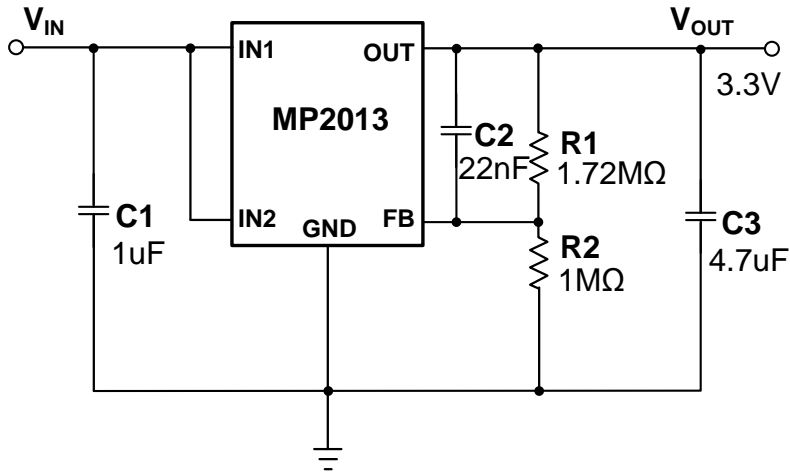 VIN
VOUT
IN1
OUT
3.3V
MP2013
C2
22nF
R1
1.72MΩ
C1
1uF
IN2
GND
FB
R2
1MΩ
C3
4.7uF